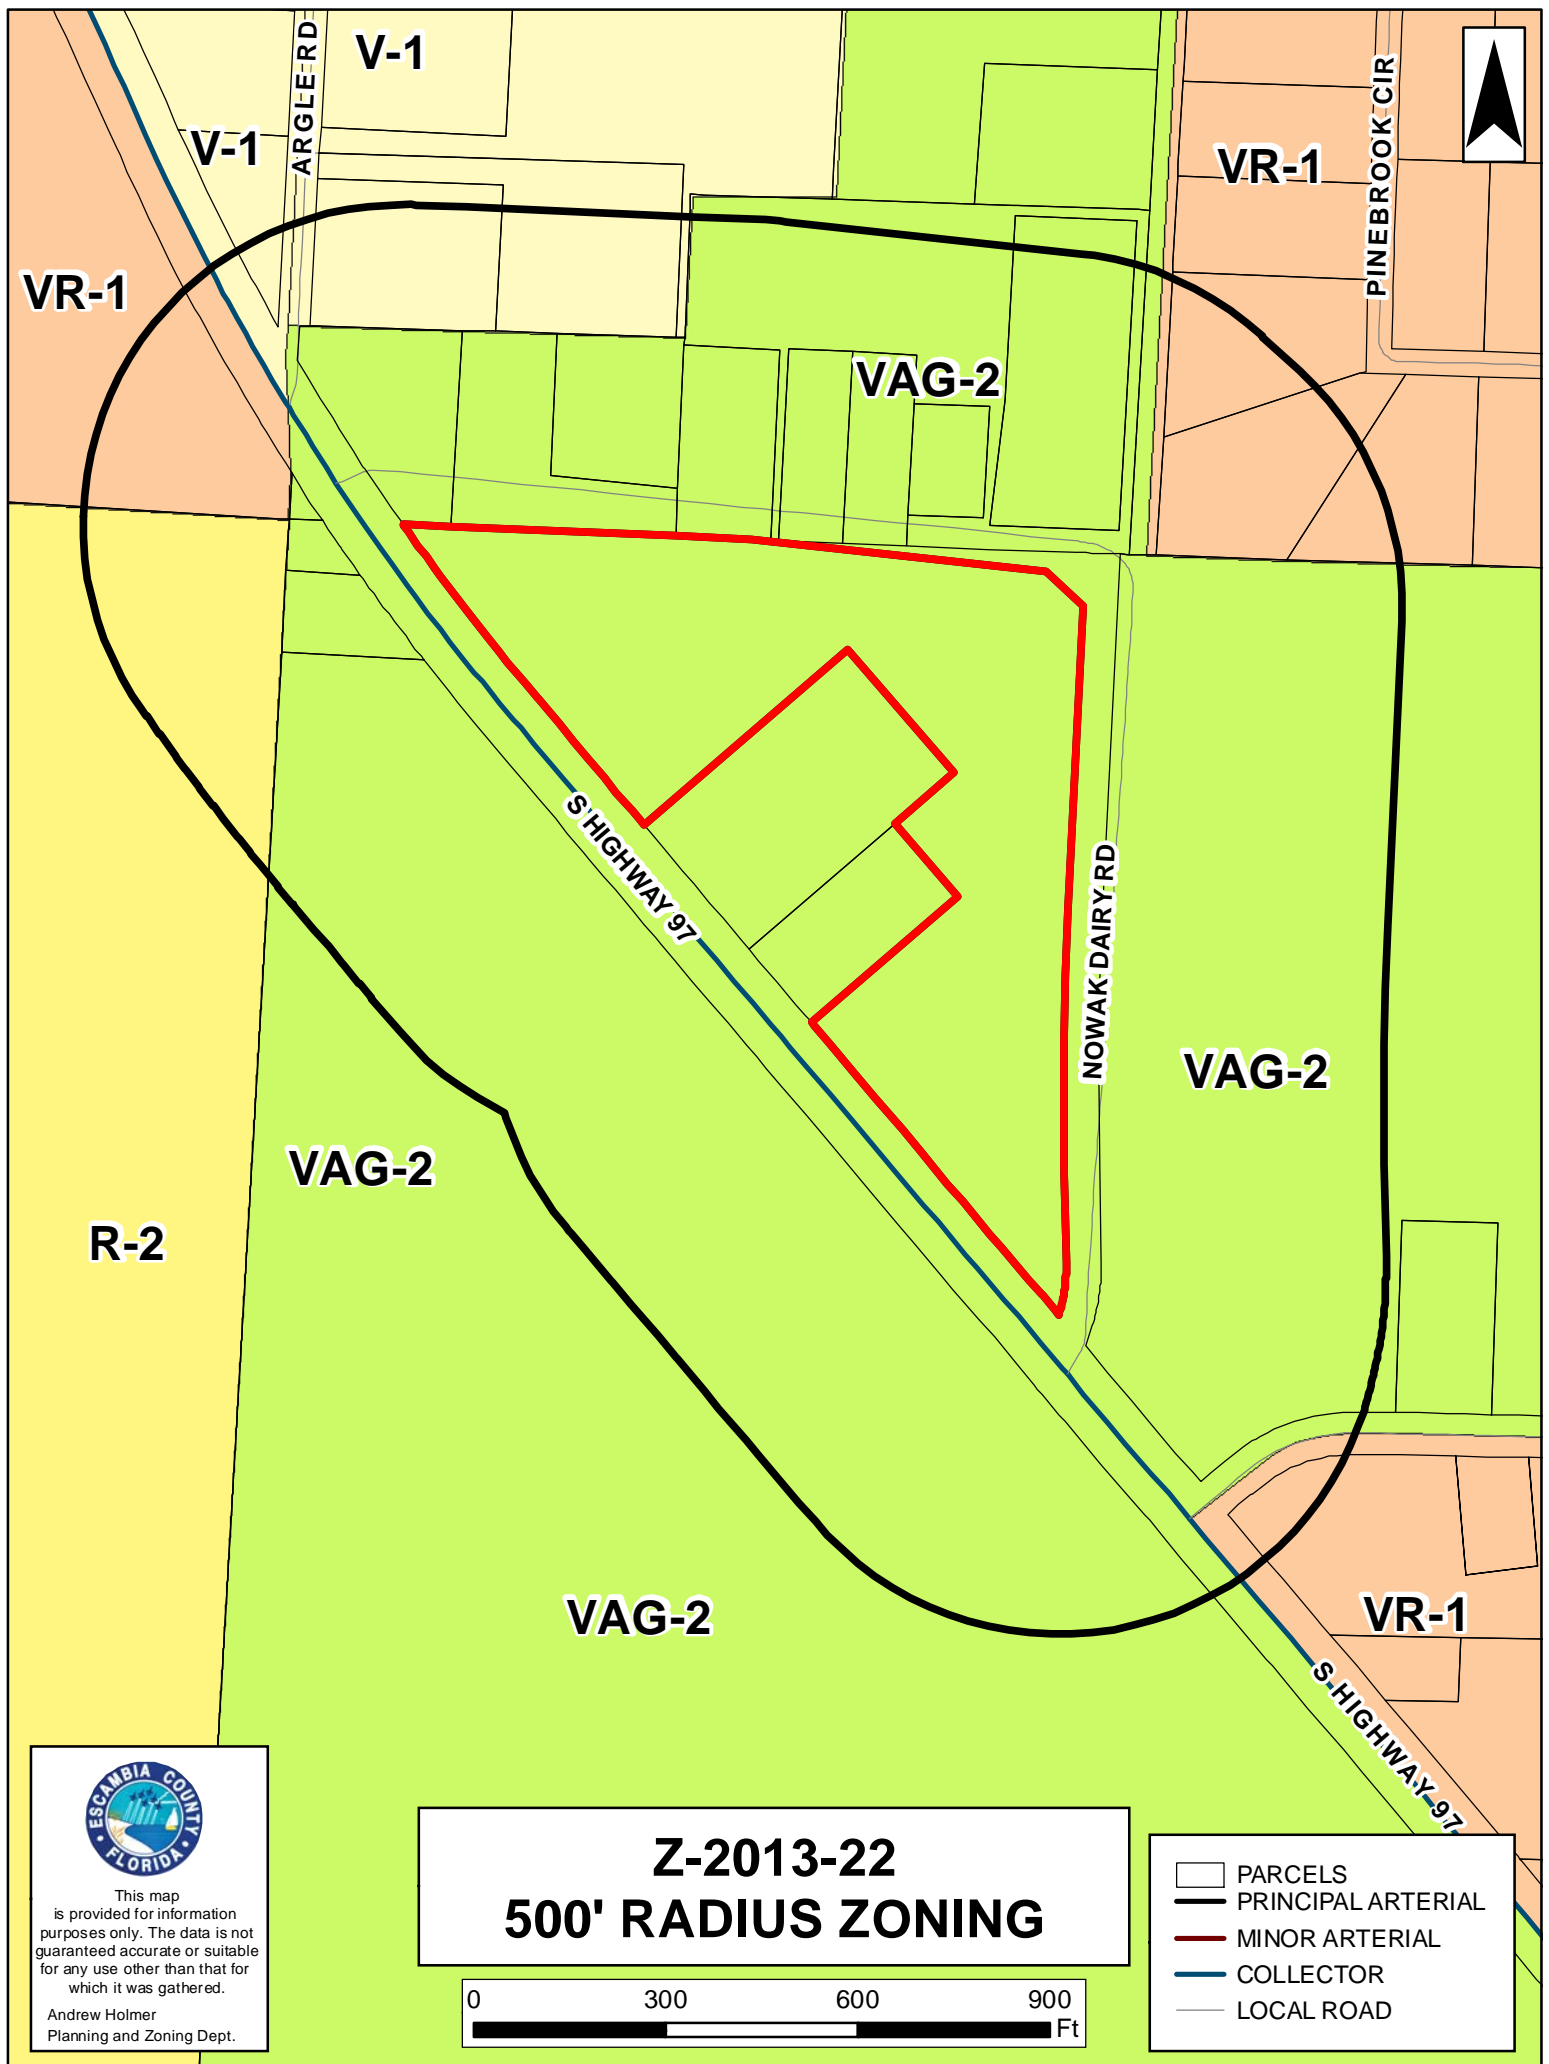 V-1
ARGLE RD
V-1
VR-1
PINEBROOK CIR
VR-1
VAG-2
S HIGHWAY 97
NOWAK DAIRY RD
VAG-2
VAG-2
R-2
VAG-2
VR-1
S HIGHWAY 97
ESCAMBIA COUNTY
FLORIDA
This map
is provided for information
purposes only. The data is not
guaranteed accurate or suitable
for any use other than that for
which it was gathered.
Andrew Holmer
Planning and Zoning Dept.
Z-2013-22
500' RADIUS ZONING
0 300 600 900
Ft
PARCELS
PRINCIPAL ARTERIAL
MINOR ARTERIAL
COLLECTOR
LOCAL ROAD